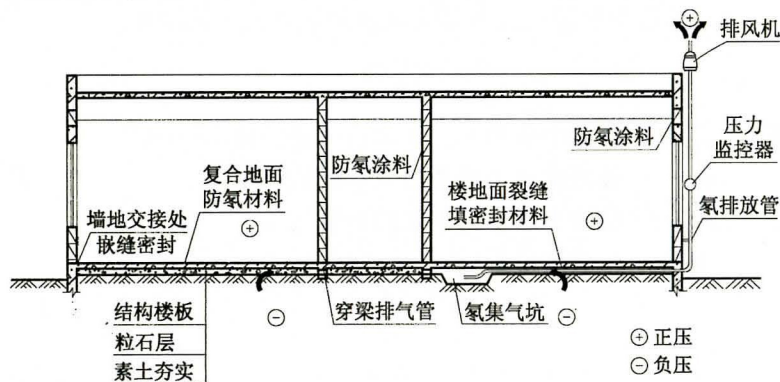 排风机
防氡涂料
压力
监控器
防氡涂料
复合地面
防氡材料
楼地面裂缝
填密封材料
氡排放管
墙地交接处
嵌缝密封
结构楼板
粒石层
素土夯实
穿梁排气管
氡集气坑
正压
负压